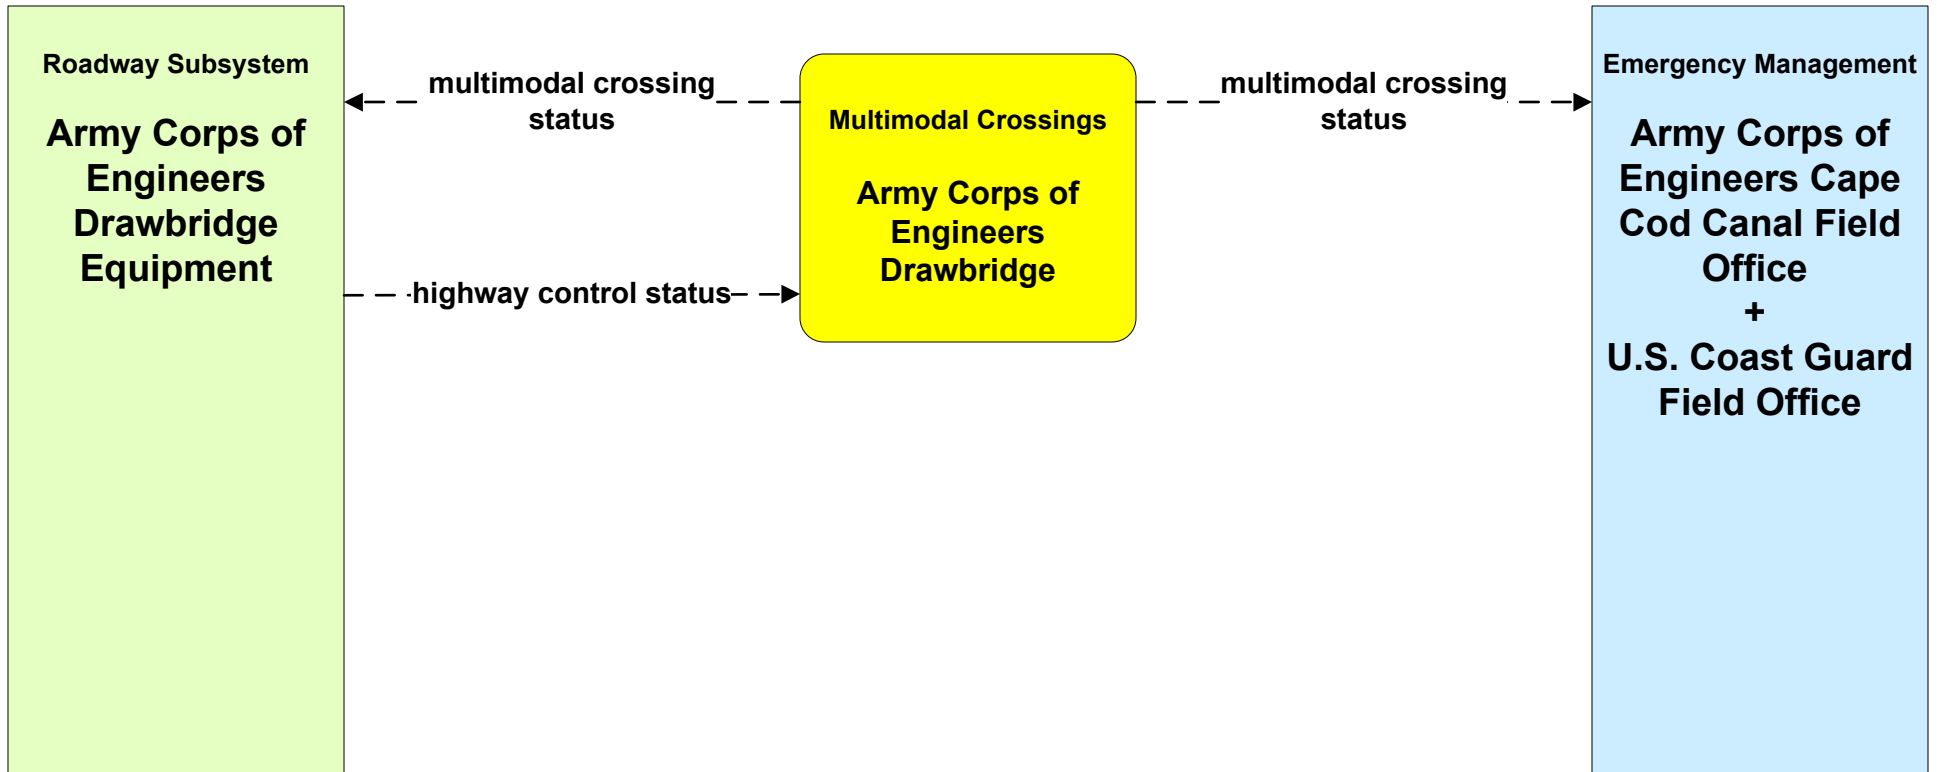 Roadway Subsystem
Army Corps of
Engineers
Drawbridge
Equipment
multimodal crossing
status
highway control status
Multimodal Crossings
Army Corps of
Engineers
Drawbridge
multimodal crossing
status
Emergency Management
Army Corps of
Engineers Cape
Cod Canal Field
Office
+
U.S. Coast Guard
Field Office